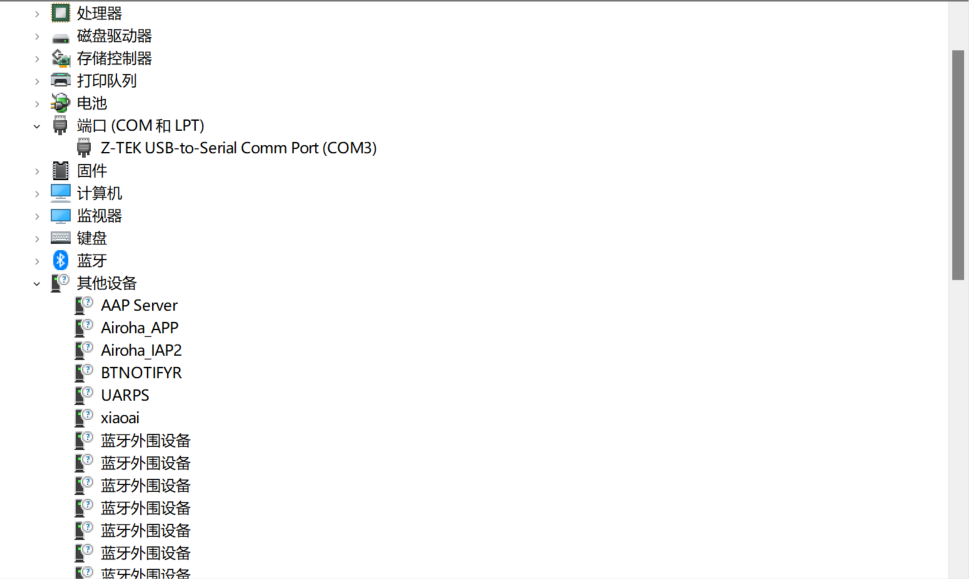 处理器
磁盘驱动器
存储控制器
打印队列
电池
端口 (COM 和 LPT)
Z-TEK USB-to-Serial Comm Port (COM3)
固件
计算机
监视器
键盘
蓝牙
其他设备
AAP Server
Airoha_APP
Airoha_IAP2
BTNOTIFYR
UARPS
xiaoai
蓝牙外围设备
蓝牙外围设备
蓝牙外围设备
蓝牙外围设备
蓝牙外围设备
蓝牙外围设备
蓝牙外围设备